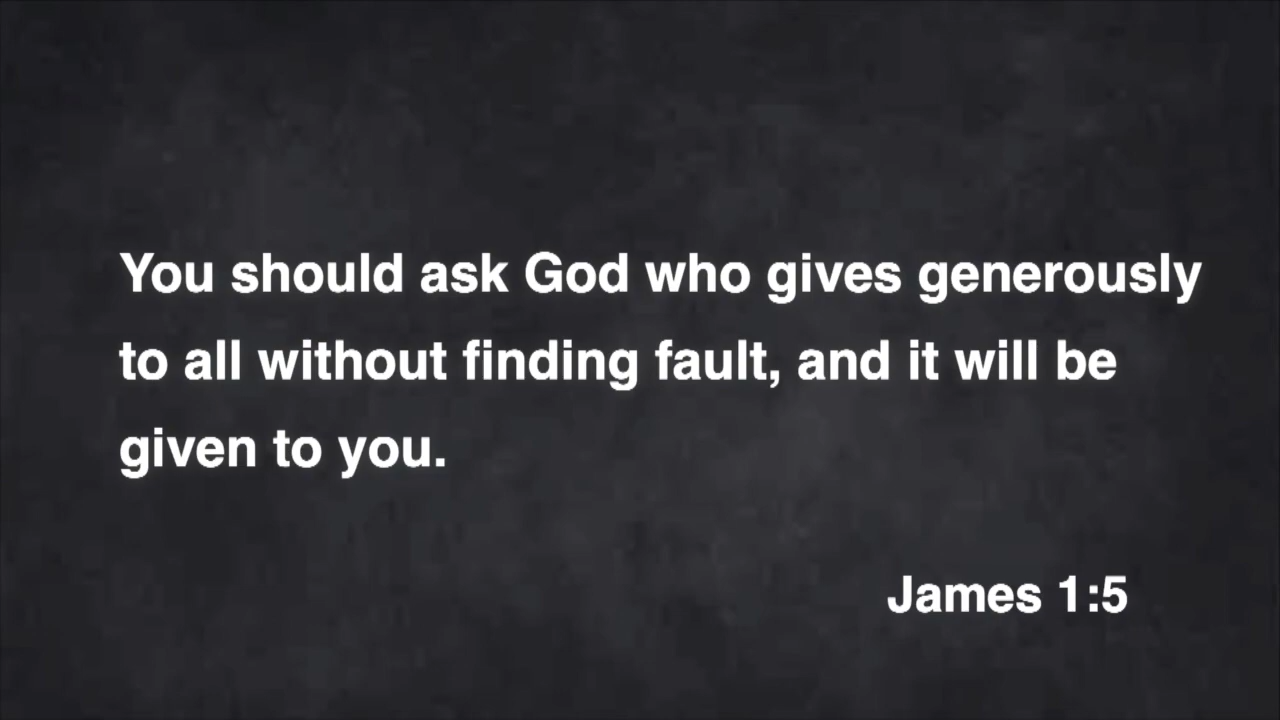 You should ask God who gives generously
to all without finding fault, and it will be
given to you.
James 1:5